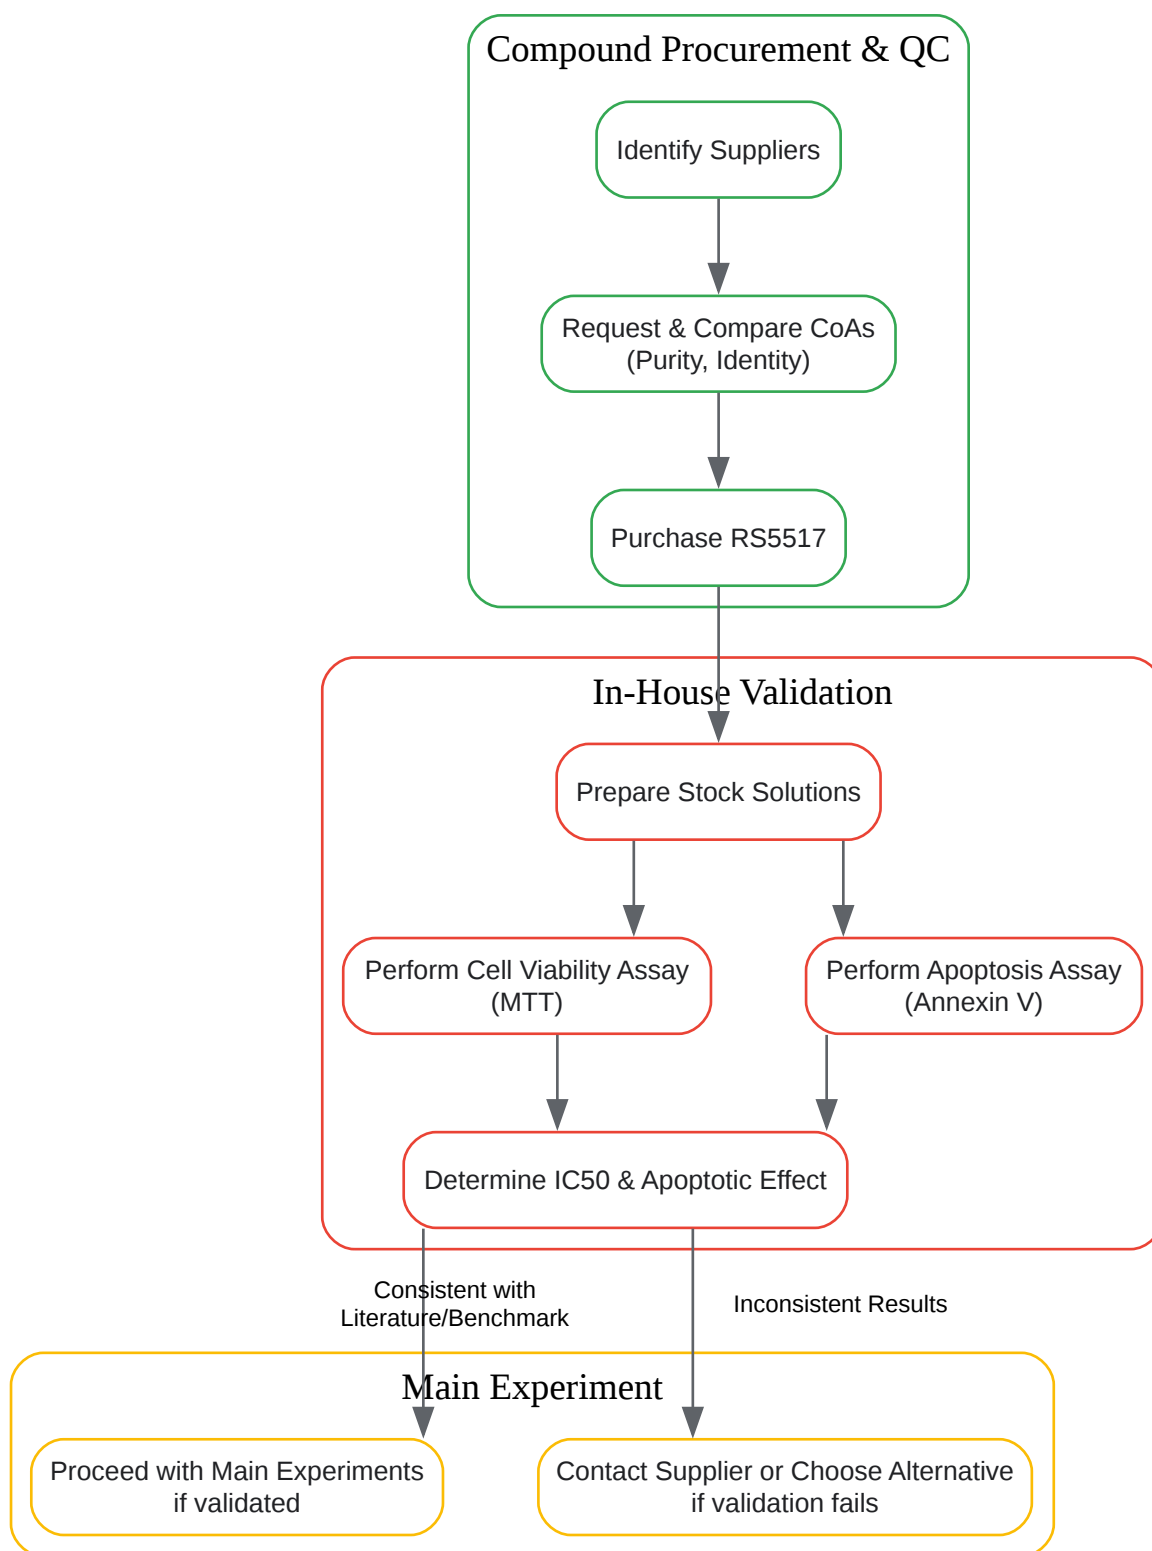 Compound Procurement & QC
Identify Suppliers
Request & Compare CoAs
(Purity, Identity)
Purchase RS5517
In-House Validation
Prepare Stock Solutions
Perform Cell Viability Assay
(MTT)
Perform Apoptosis Assay
(Annexin V)
Determine IC50 & Apoptotic Effect
Consistent with
Literature/Benchmark
Inconsistent Results
Main Experiment
Proceed with Main Experiments
if validated
Contact Supplier or Choose Alternative
if validation fails